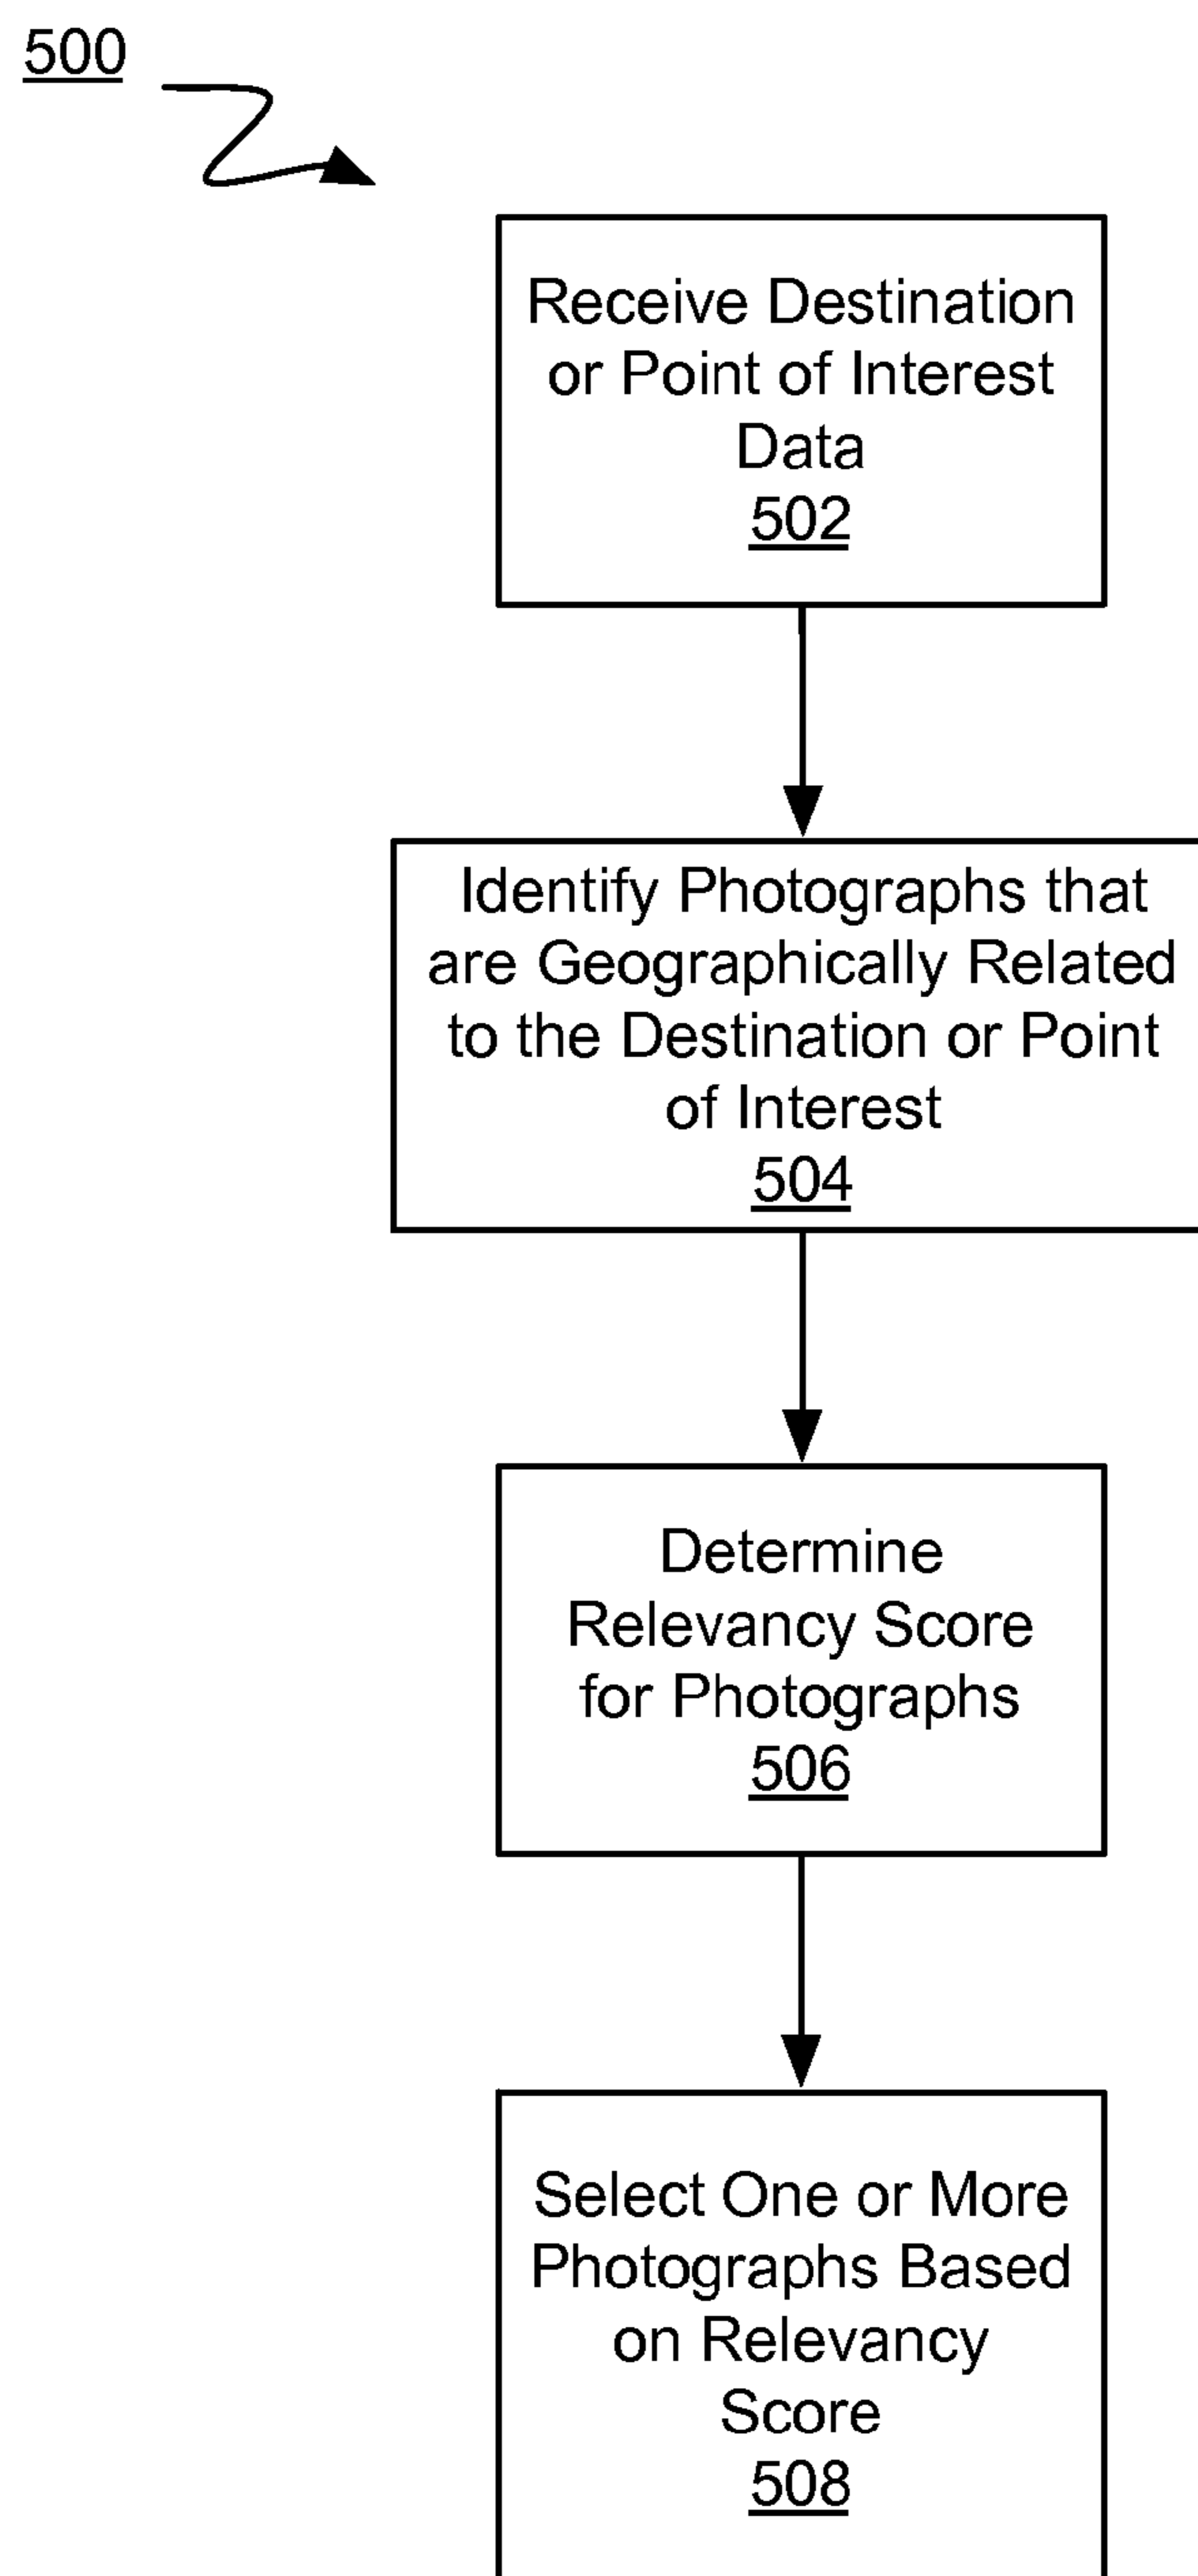 500
Receive Destination
or Point of Interest
Data
502
Identify Photographs that
are Geographically Related
to the Destination or Point
of Interest
504
Determine
Relevancy Score
for Photographs
506
Select One or More
Photographs Based
on Relevancy
Score
508